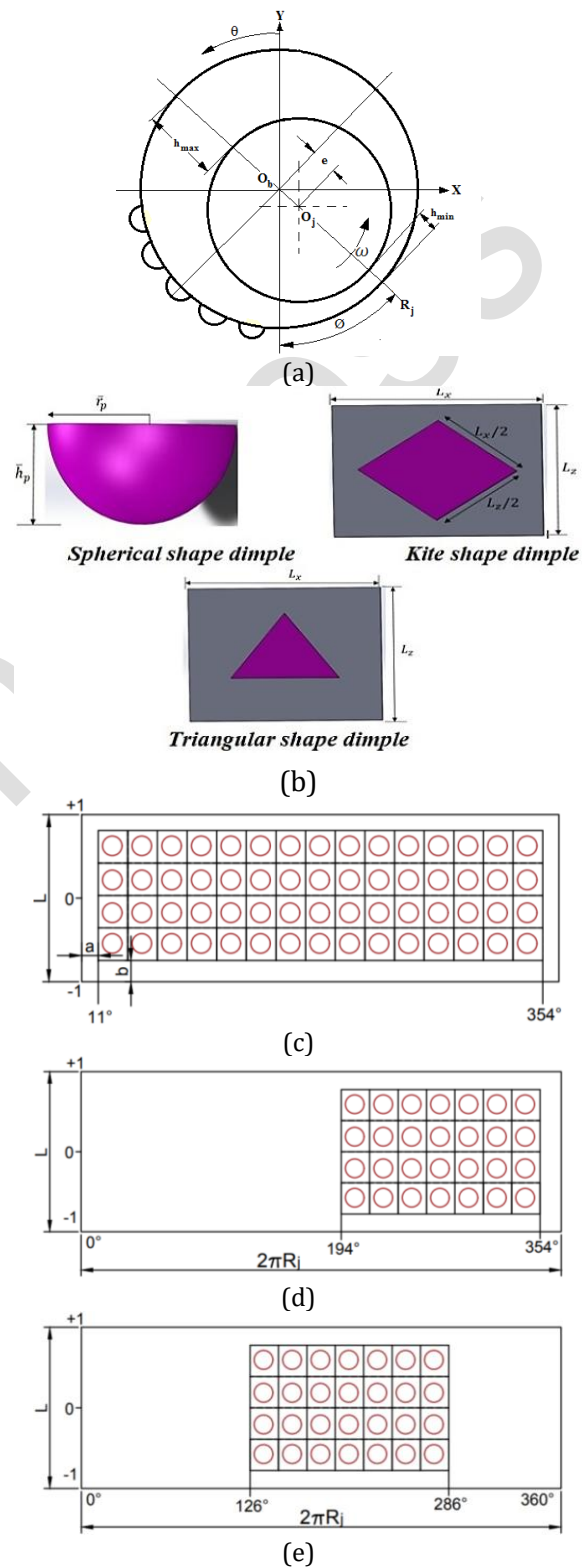 Y
θ
h_max
e
O_b
X
O_j
h_min
ω
R_j
Ø
(a)
r̄_p
h̄_p
Spherical shape dimple
L_x
L_x/2
L_z/2
L_z
Kite shape dimple
L_x
L_z
Triangular shape dimple
(b)
+1
L
0
a
b
-1
11°
354°
(c)
+1
L
0
-1
0°
194°
354°
2πR_j
(d)
+1
L
0
-1
0°
126°
286°
360°
2πR_j
(e)